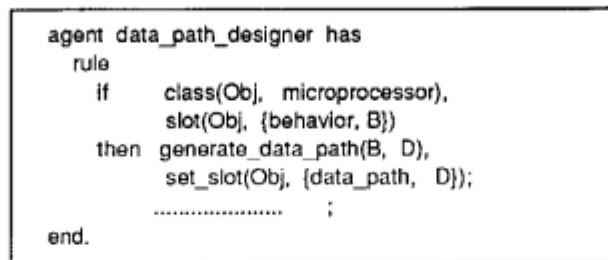 agent data_path_designer has
rule
if class(Obj, microprocessor),
slot(Obj, {behavior, B})
then generate_data_path(B, D),
set_slot(Obj, {data_path, D});
..................... ;
end.